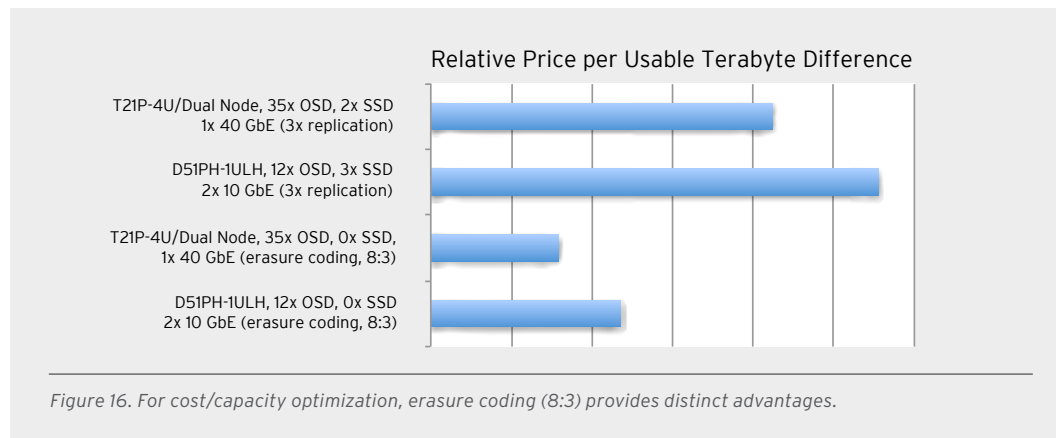 Relative Price per Usable Terabyte Difference
T21P-4U/Dual Node, 35x OSD, 2x SSD
1x 40 GbE (3x replication)
D51PH-1ULH, 12x OSD, 3x SSD
2x 10 GbE (3x replication)
T21P-4U/Dual Node, 35x OSD, 0x SSD,
1x 40 GbE (erasure coding, 8:3)
D51PH-1ULH, 12x OSD, 0x SSD
2x 10 GbE (erasure coding, 8:3)
Figure 16. For cost/capacity optimization, erasure coding (8:3) provides distinct advantages.